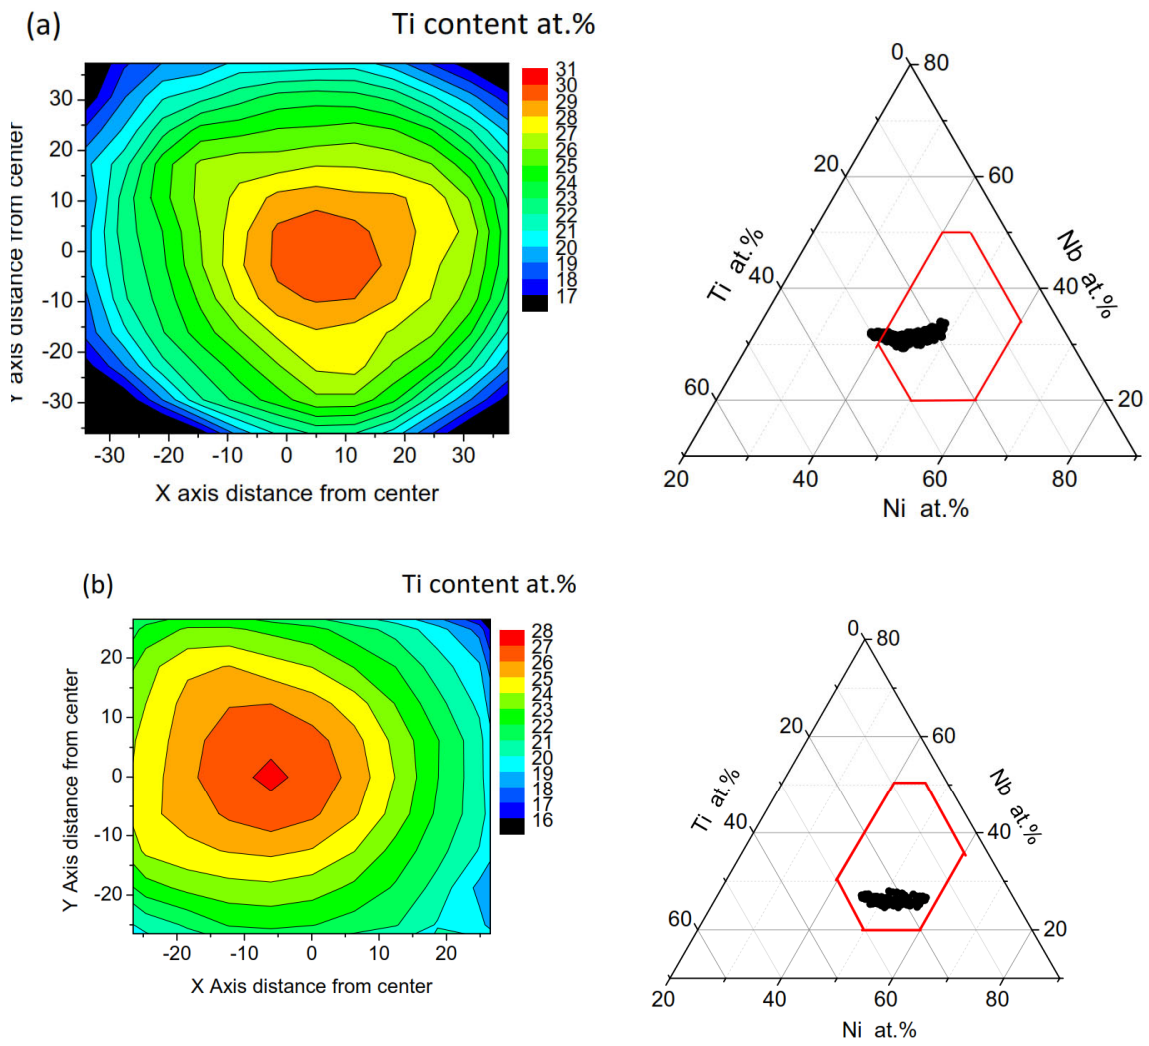 (a)
Ti content at.%
31
30
29
28
27
26
25
24
23
22
21
20
19
18
17
30
20
10
0
-10
-20
-30
Y axis distance from center
-30 -20 -10 0 10 20 30
X axis distance from center
0 80
20 60
Ti at.%
Nb at.%
40 40
60 20
20 40 60 80
Ni at.%
(b)
Ti content at.%
28
27
26
25
24
23
22
21
20
19
18
17
16
20
10
0
-10
-20
Y Axis distance from center
-20 -10 0 10 20
X Axis distance from center
0 80
20 60
Ti at.%
Nb at.%
40 40
60 20
20 40 60 80
Ni at.%